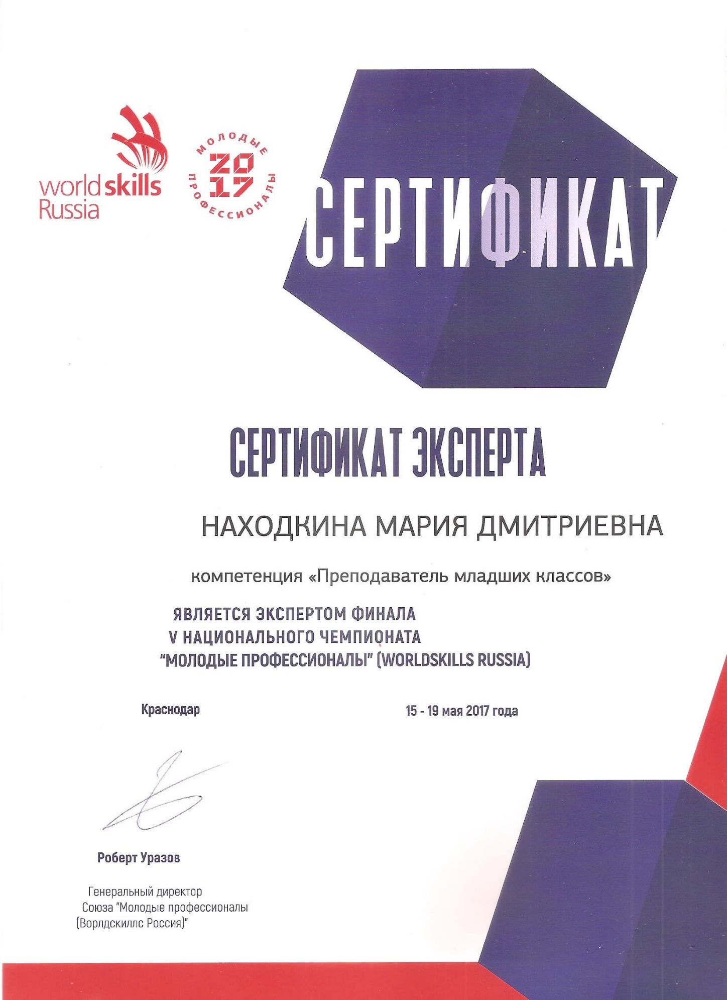 world skills
Russia
МОЛОДЫЕ
2017
ПРОФЕССИОНАЛЫ
СЕРТИФИКАТ
СЕРТИФИКАТ ЭКСПЕРТА
НАХОДКИНА МАРИЯ ДМИТРИЕВНА
компетенция «Преподаватель младших классов»
ЯВЛЯЕТСЯ ЭКСПЕРТОМ ФИНАЛА
V НАЦИОНАЛЬНОГО ЧЕМПИОНАТА
“МОЛОДЫЕ ПРОФЕССИОНАЛЫ” (WORLDSKILLS RUSSIA)
Краснодар 15 - 19 мая 2017 года
Роберт Уразов
Генеральный директор
Союза "Молодые профессионалы
(Ворлдскиллс Россия)"